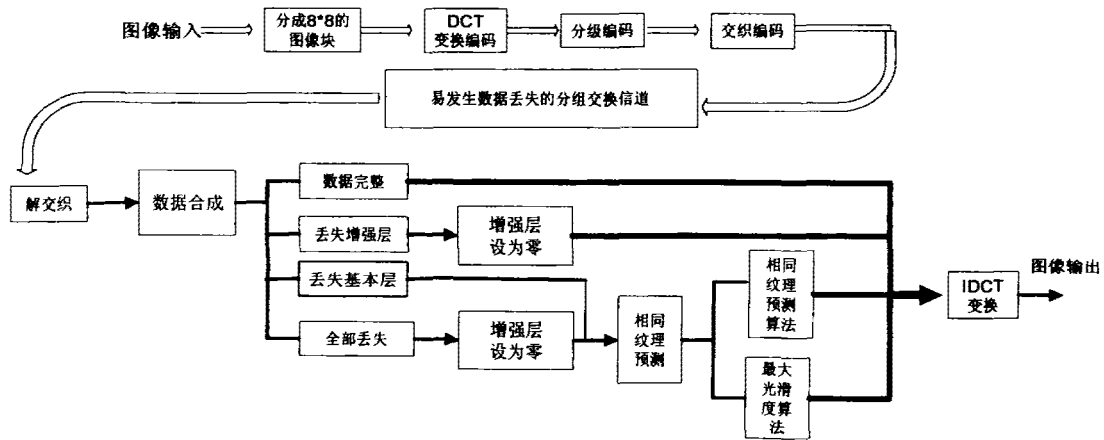 图像输入
分成8*8的
图像块
DCT
变换编码
分级编码
交织编码
易发生数据丢失的分组交换信道
解交织
数据合成
数据完整
丢失增强层
增强层
设为零
丢失基本层
全部丢失
增强层
设为零
相同
纹理
预测
相同
纹理
预测
算法
最大
光滑
度算
法
IDCT
变换
图像输出